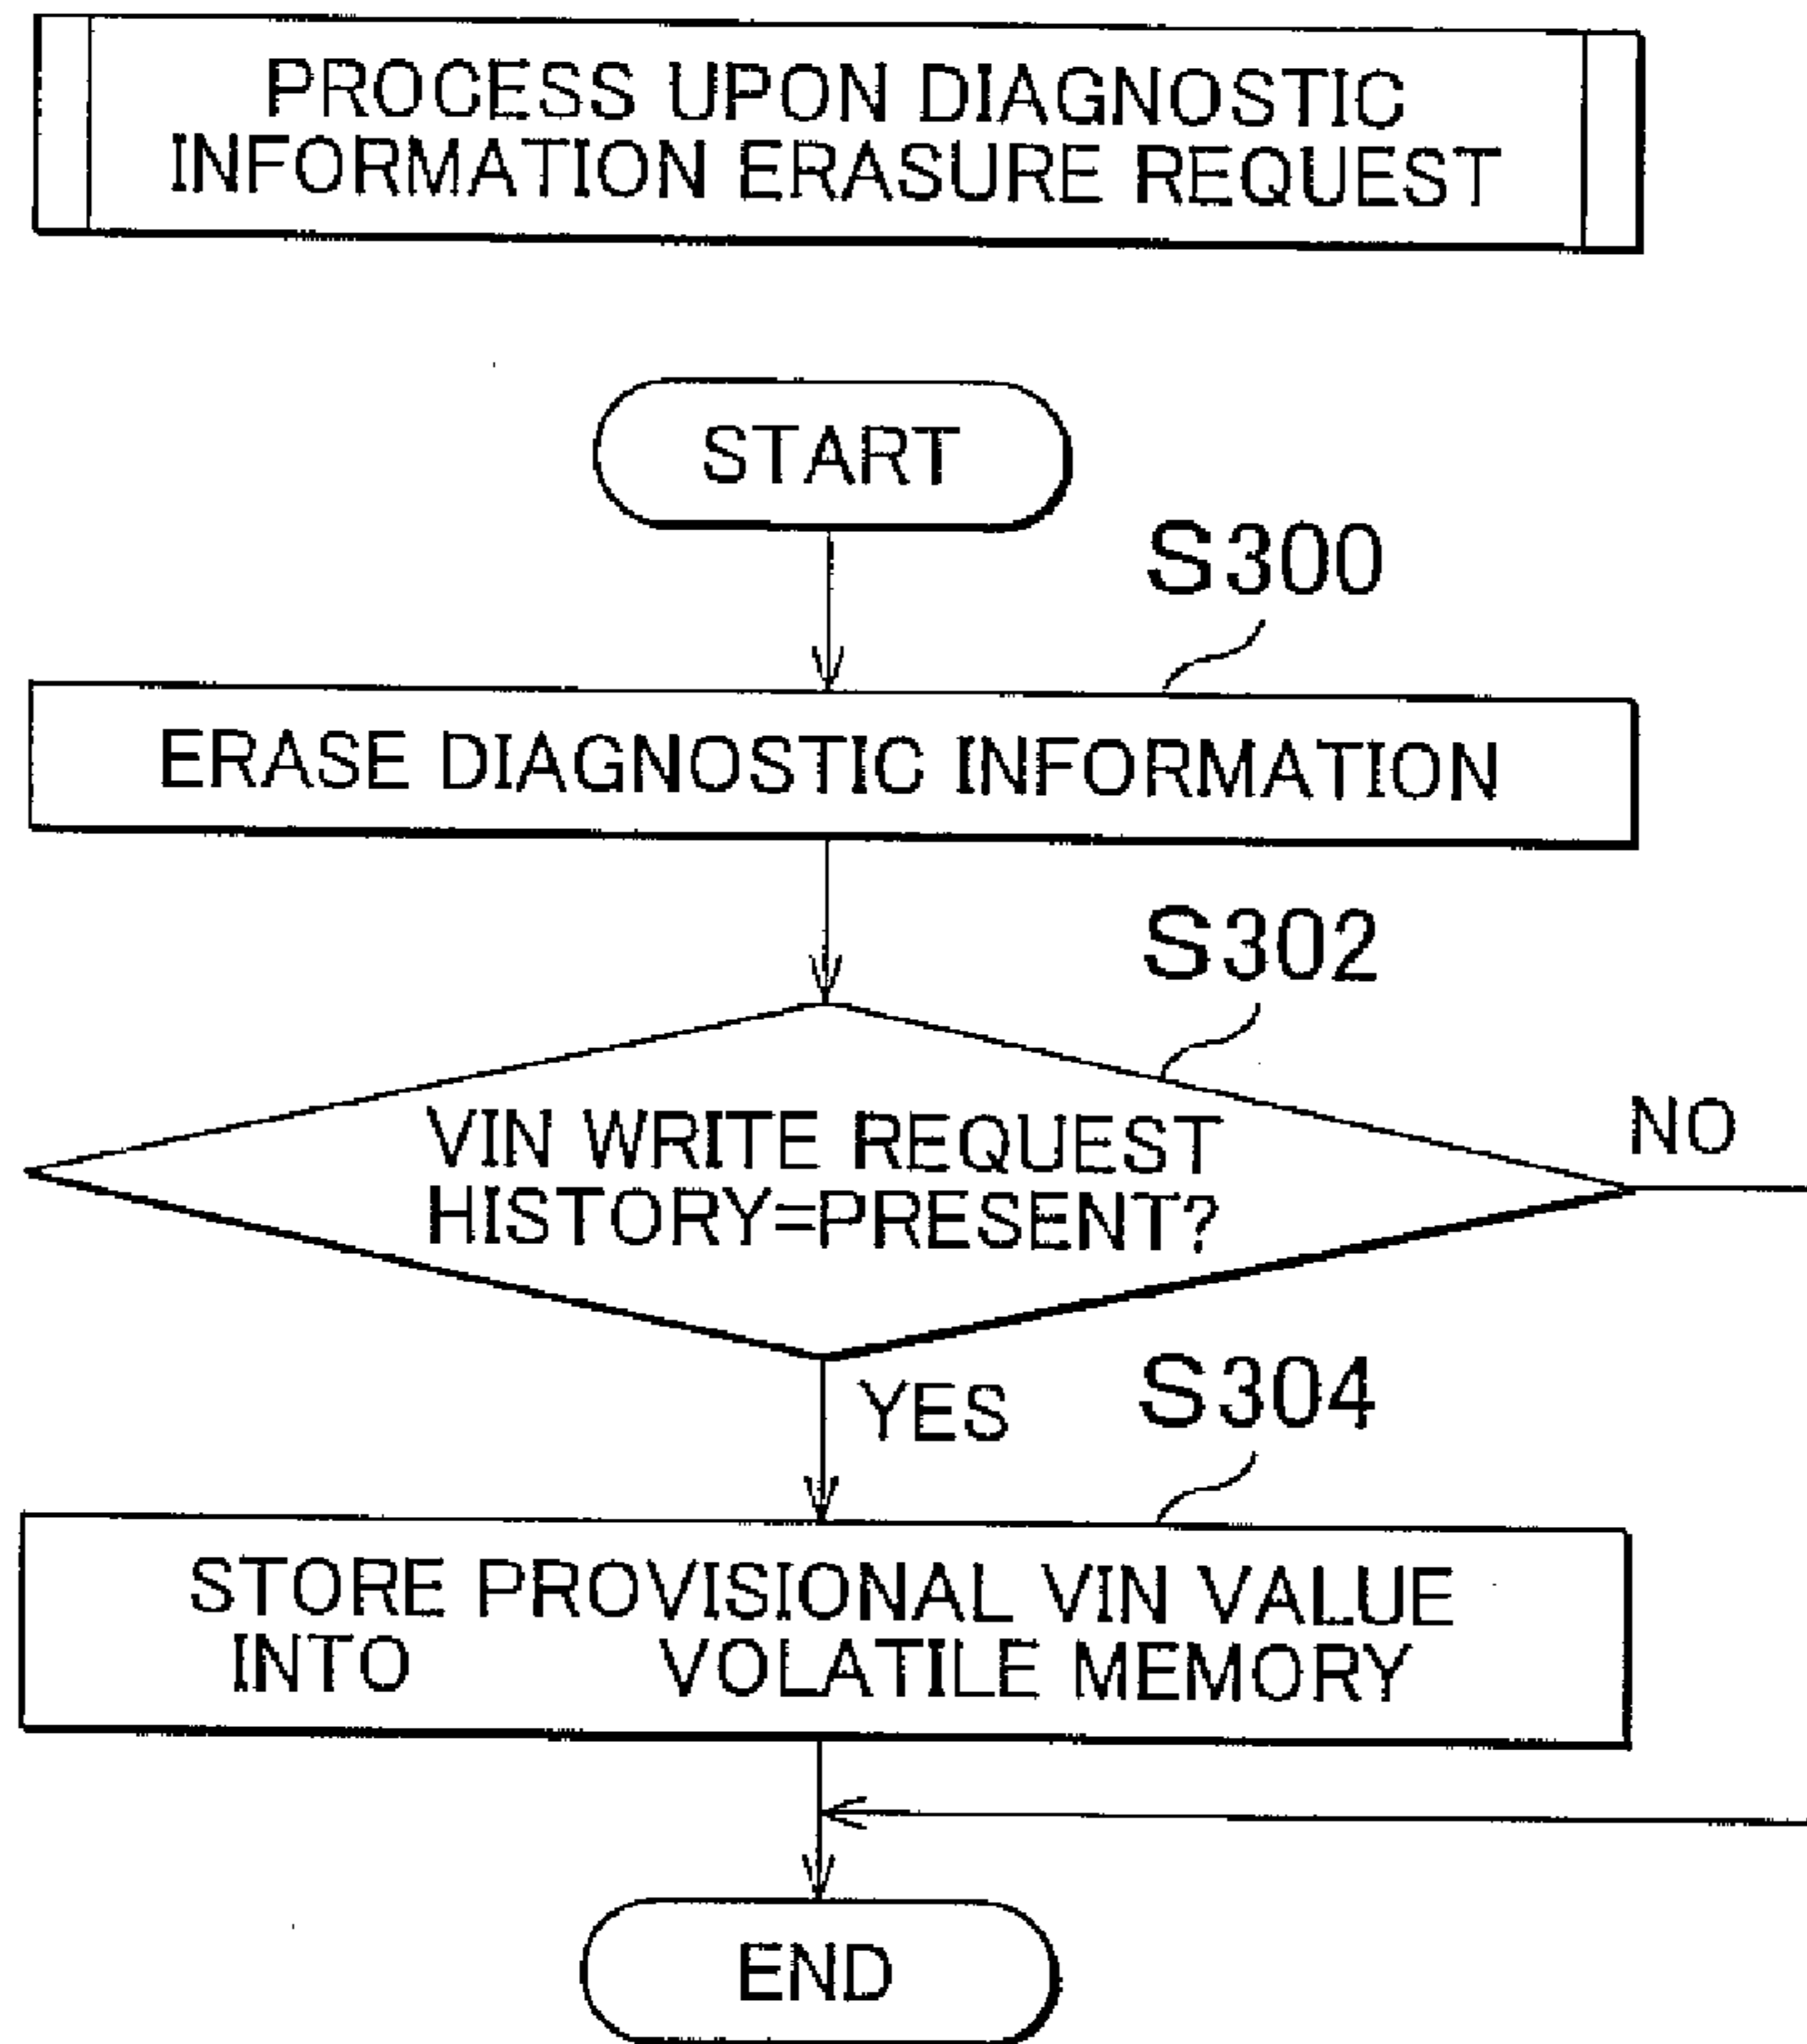 PROCESS UPON DIAGNOSTIC
INFORMATION ERASURE REQUEST
START
S300
ERASE DIAGNOSTIC INFORMATION
S302
VIN WRITE REQUEST
HISTORY=PRESENT?
NO
YES
S304
STORE PROVISIONAL VIN VALUE
INTO VOLATILE MEMORY
END